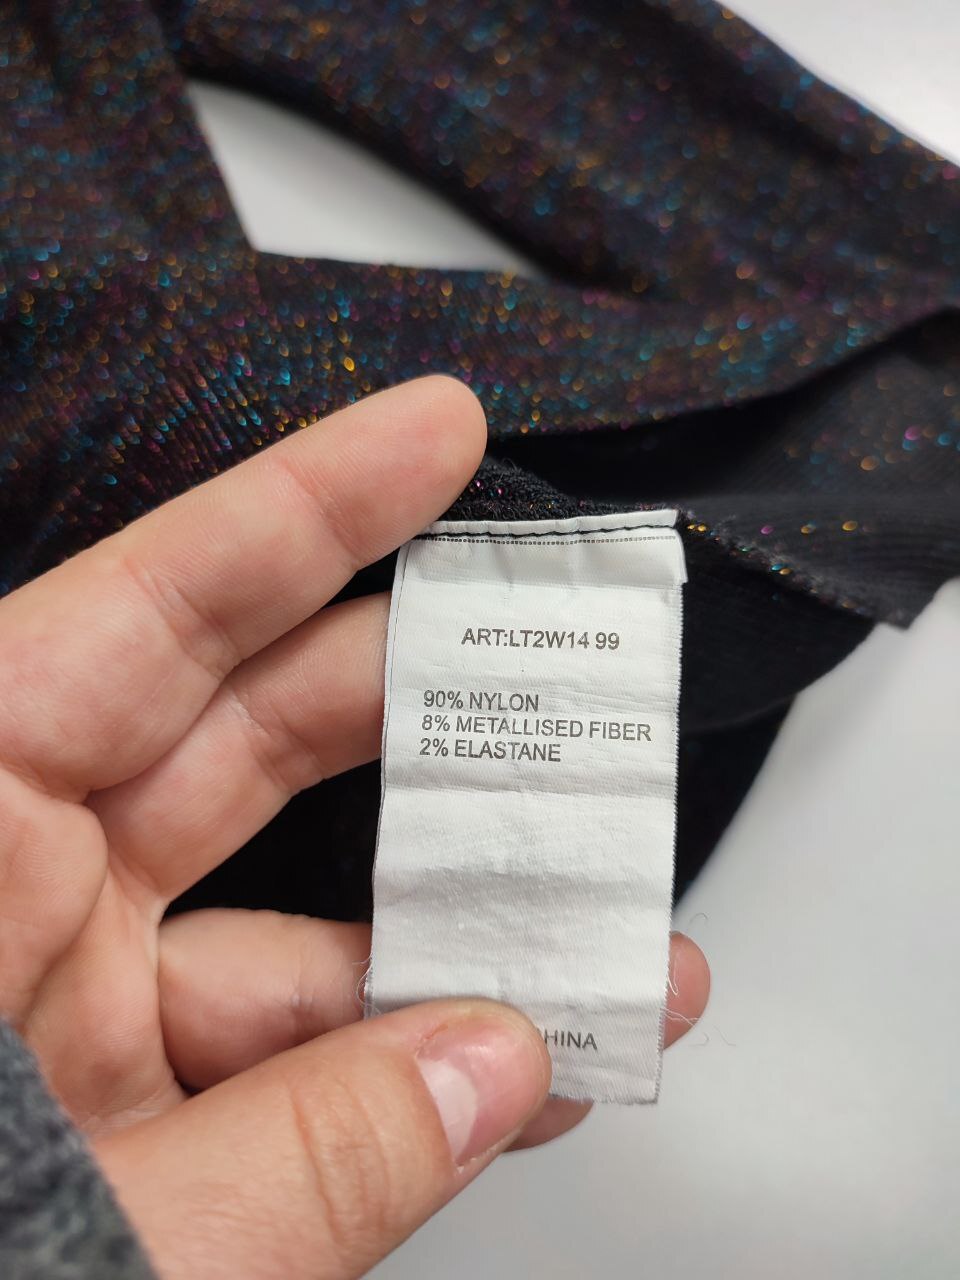 ART:LT2W14 99
90% NYLON
8% METALLISED FIBER
2% ELASTANE